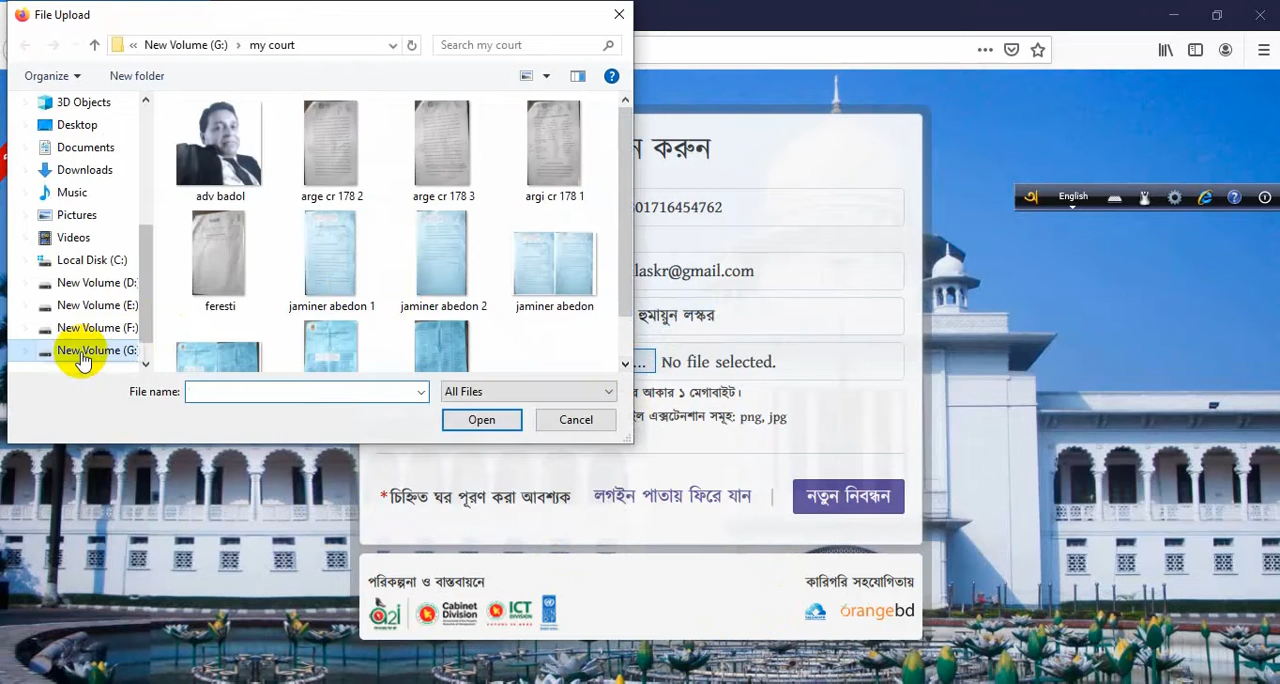 File Upload
« New Volume (G:) › my court
Search my court
Organize
New folder
3D Objects
Desktop
Documents
Downloads
Music
Pictures
Videos
Local Disk (C:)
New Volume (D:
New Volume (E:)
New Volume (F:)
New Volume (G:
adv badol
arge cr 178 2
arge cr 178 3
argi cr 178 1
feresti
jaminer abedon 1
jaminer abedon 2
jaminer abedon
File name:
All Files
Open
Cancel
করুন
01716454762
laskr@gmail.com
হুমায়ুন লস্কর
... No file selected.
র আকার ১ মেগাবাইট।
ইল এক্সটেনশান সমূহ: png, jpg
*চিহ্নিত ঘর পূরণ করা আবশ্যক
লগইন পাতায় ফিরে যান |
নতুন নিবন্ধন
পরিকল্পনা ও বাস্তবায়নে
কারিগরি সহযোগিতায়
a2i
Cabinet Division
ICT DIVISION
orangebd
অ English